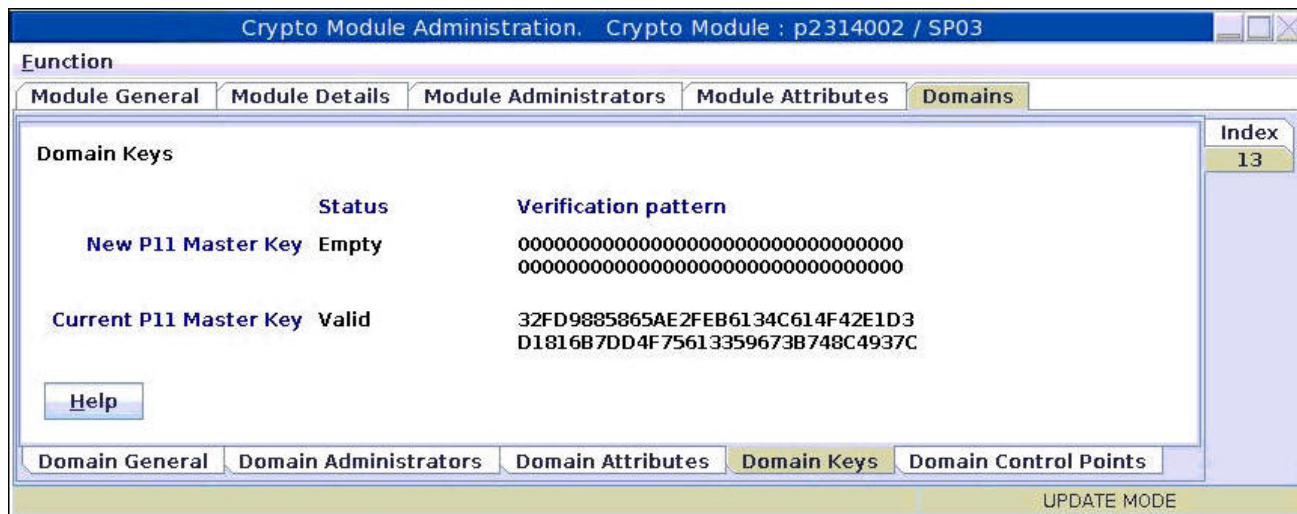 Crypto Module Administration. Crypto Module : p2314002 / SP03
Function
Module General Module Details Module Administrators Module Attributes Domains
Index
13
Domain Keys
Status Verification pattern
New P11 Master Key Empty 00000000000000000000000000000000
00000000000000000000000000000000
Current P11 Master Key Valid 32FD9885865AE2FEB6134C614F42E1D3
D1816B7DD4F75613359673B748C4937C
Help
Domain General Domain Administrators Domain Attributes Domain Keys Domain Control Points
UPDATE MODE